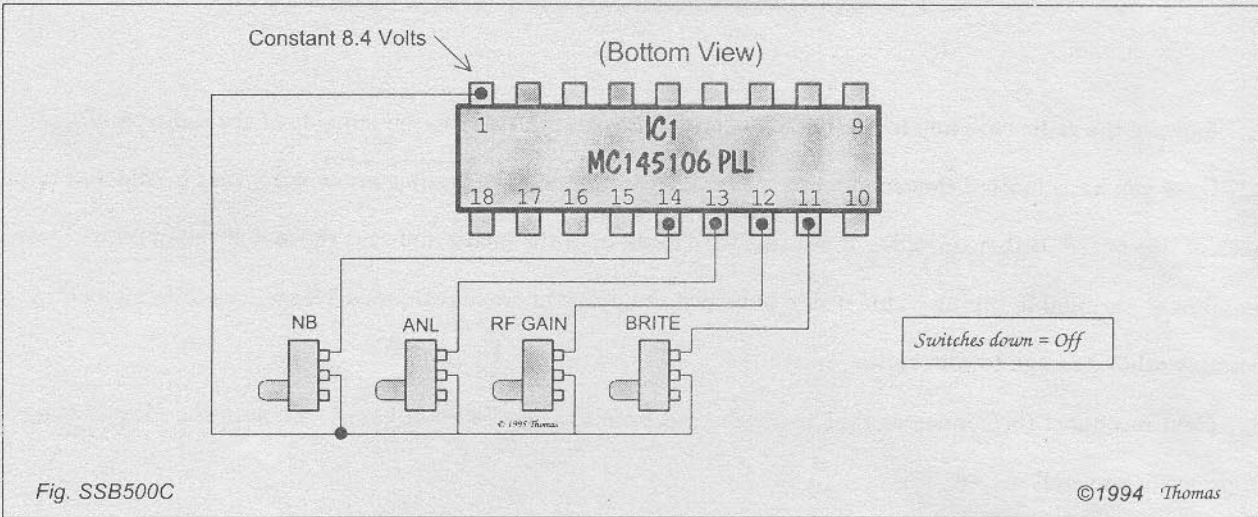 Constant 8.4 Volts
(Bottom View)
1 IC1 9
MC145106 PLL
18 17 16 15 14 13 12 11 10
NB ANL RF GAIN BRITE
Switches down = Off
© 1995 Thomas
Fig. SSB500C ©1994 Thomas